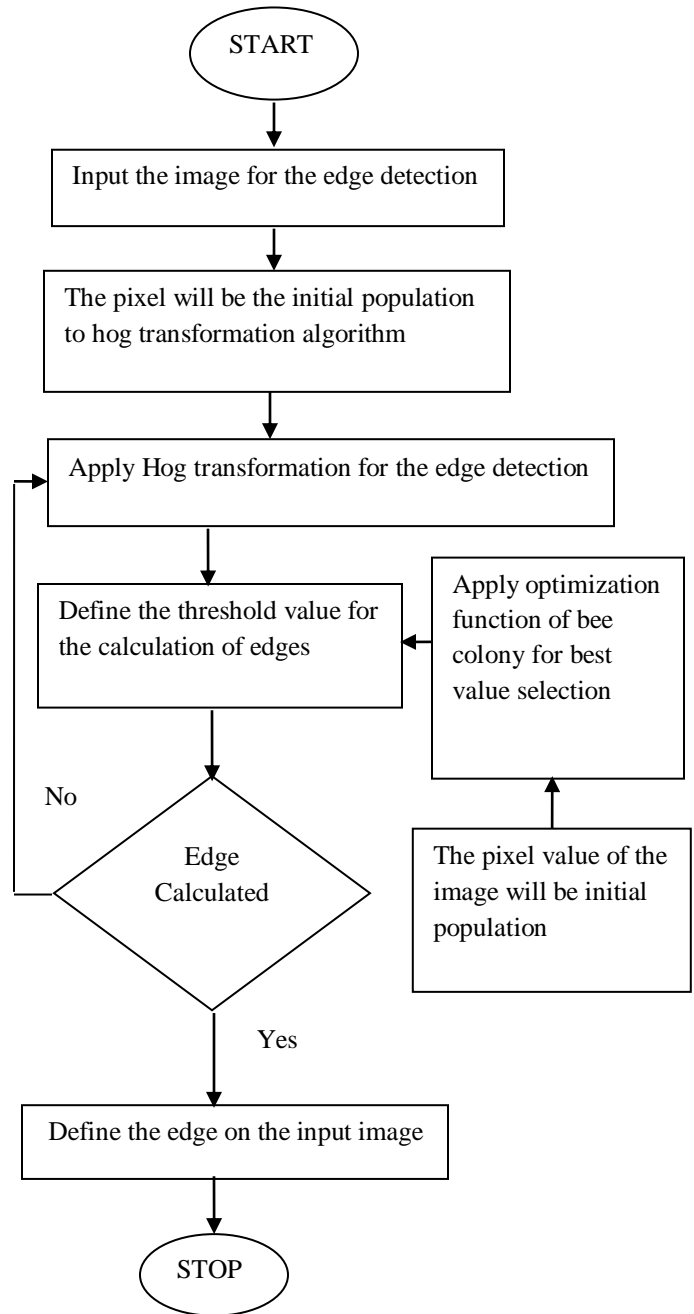 START
Input the image for the edge detection
The pixel will be the initial population
to hog transformation algorithm
Apply Hog transformation for the edge detection
Define the threshold value for
the calculation of edges
Apply optimization
function of bee
colony for best
value selection
No
Edge
Calculated
The pixel value of the
image will be initial
population
Yes
Define the edge on the input image
STOP